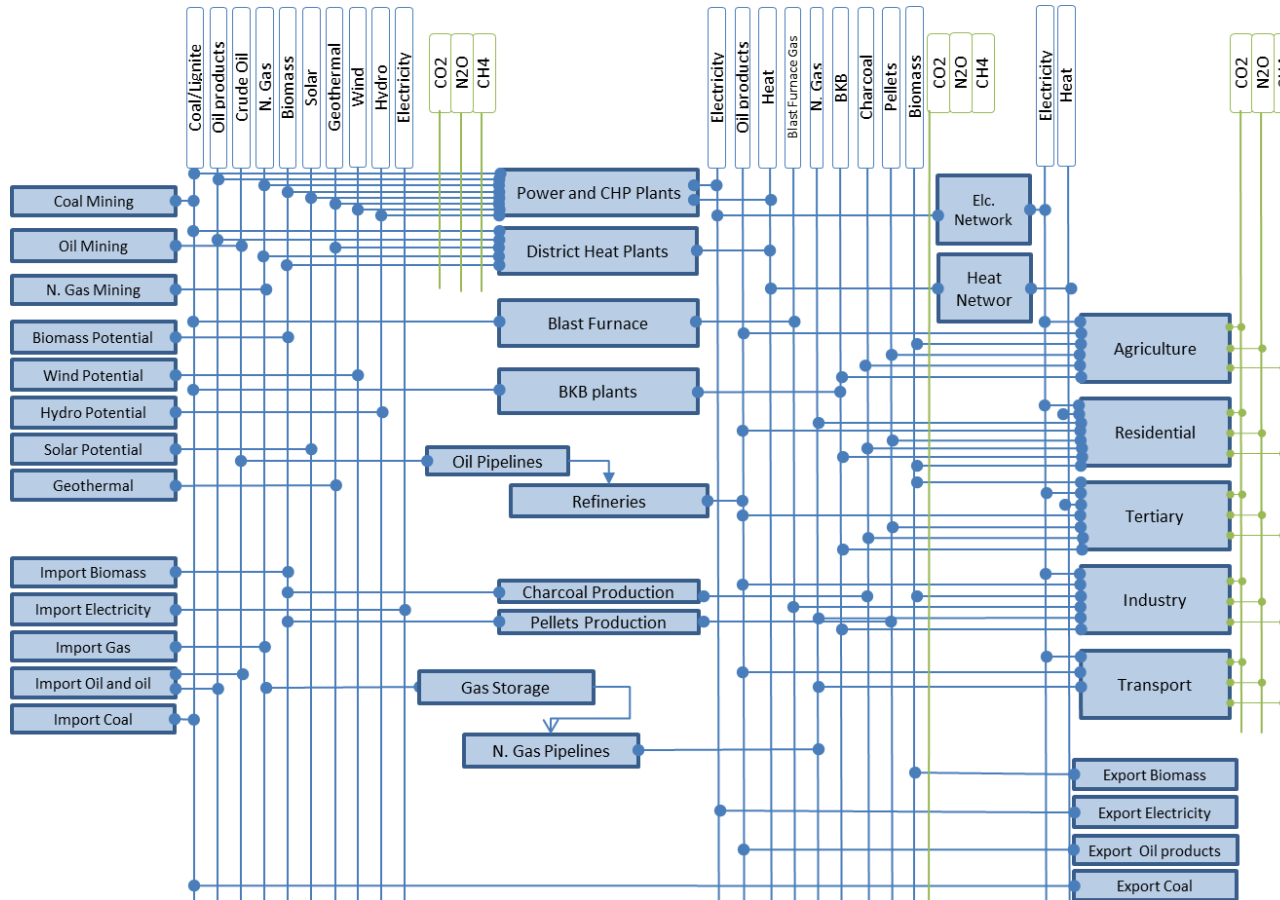 Coal/Lignite
Oil products
Crude Oil
N. Gas
Biomass
Solar
Geothermal
Wind
Hydro
Electricity
CO2
N2O
CH4
Electricity
Oil products
Heat
Blast Furnace Gas
N. Gas
BKB
Charcoal
Pellets
Biomass
CO2
N2O
CH4
Electricity
Heat
CO2
N2O
Coal Mining
Oil Mining
N. Gas Mining
Biomass Potential
Wind Potential
Hydro Potential
Solar Potential
Geothermal
Import Biomass
Import Electricity
Import Gas
Import Oil and oil
Import Coal
Power and CHP Plants
District Heat Plants
Blast Furnace
BKB plants
Oil Pipelines
Refineries
Charcoal Production
Pellets Production
Gas Storage
N. Gas Pipelines
Elc.
Network
Heat
Networ
Agriculture
Residential
Tertiary
Industry
Transport
Export Biomass
Export Electricity
Export Oil products
Export Coal